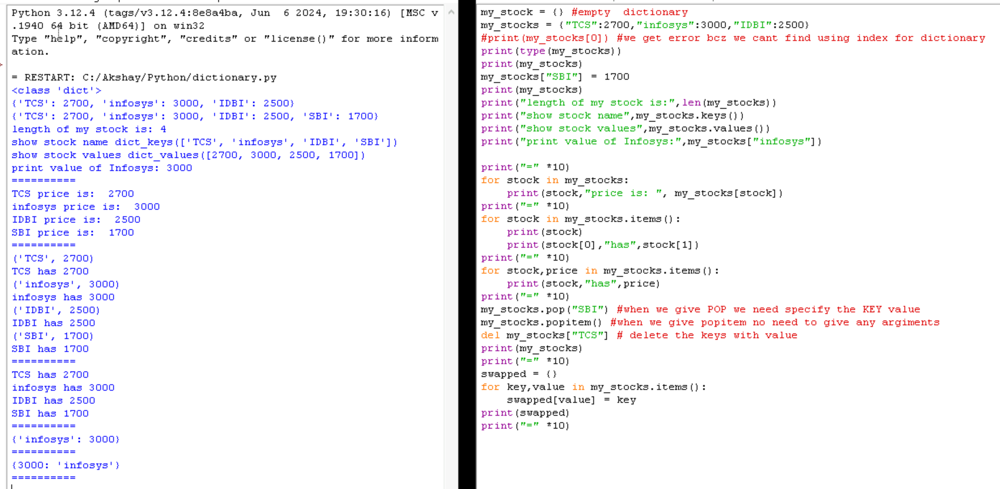 Python 3.12.4 (tags/v3.12.4:8e8a4ba, Jun  6 2024, 19:30:16) [MSC v
.1940 64 bit (AMD64)] on win32
Type "help", "copyright", "credits" or "license()" for more inform
ation.
= RESTART: C:/Akshay/Python/dictionary.py
<class 'dict'>
{'TCS': 2700, 'infosys': 3000, 'IDBI': 2500}
{'TCS': 2700, 'infosys': 3000, 'IDBI': 2500, 'SBI': 1700}
length of my stock is: 4
show stock name dict_keys(['TCS', 'infosys', 'IDBI', 'SBI'])
show stock values dict_values([2700, 3000, 2500, 1700])
print value of Infosys: 3000
==========
TCS price is:  2700
infosys price is:  3000
IDBI price is:  2500
SBI price is:  1700
==========
('TCS', 2700)
TCS has 2700
('infosys', 3000)
infosys has 3000
('IDBI', 2500)
IDBI has 2500
('SBI', 1700)
SBI has 1700
==========
TCS has 2700
infosys has 3000
IDBI has 2500
SBI has 1700
==========
{'infosys': 3000}
==========
{3000: 'infosys'}
==========
my_stock = {} #empty  dictionary
my_stocks = {"TCS":2700,"infosys":3000,"IDBI":2500}
#print(my_stocks[0]) #we get error bcz we cant find using index for dictionary
print(type(my_stocks))
print(my_stocks)
my_stocks["SBI"] = 1700
print(my_stocks)
print("length of my stock is:",len(my_stocks))
print("show stock name",my_stocks.keys())
print("show stock values",my_stocks.values())
print("print value of Infosys:",my_stocks["infosys"])
print("=" *10)
for stock in my_stocks:
    print(stock,"price is: ", my_stocks[stock])
print("=" *10)
for stock in my_stocks.items():
    print(stock)
    print(stock[0],"has",stock[1])
print("=" *10)
for stock,price in my_stocks.items():
    print(stock,"has",price)
print("=" *10)
my_stocks.pop("SBI") #when we give POP we need specify the KEY value
my_stocks.popitem() #when we give popitem no need to give any argiments
del my_stocks["TCS"] # delete the keys with value
print(my_stocks)
print("=" *10)
swapped = {}
for key,value in my_stocks.items():
    swapped[value] = key
print(swapped)
print("=" *10)